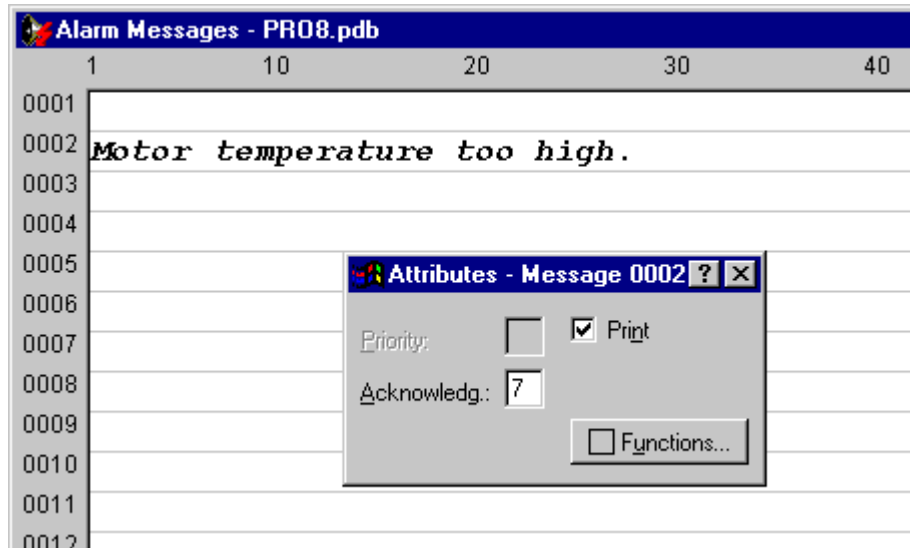 Alarm Messages - PRO8.pdb
1 10 20 30 40
0001
0002 Motor temperature too high.
0003
0004
0005
Attributes - Message 0002 ? 
0006
0007
Priority: Print
0008
Acknowledg.: 7
0009
Functions...
0010
0011
0012